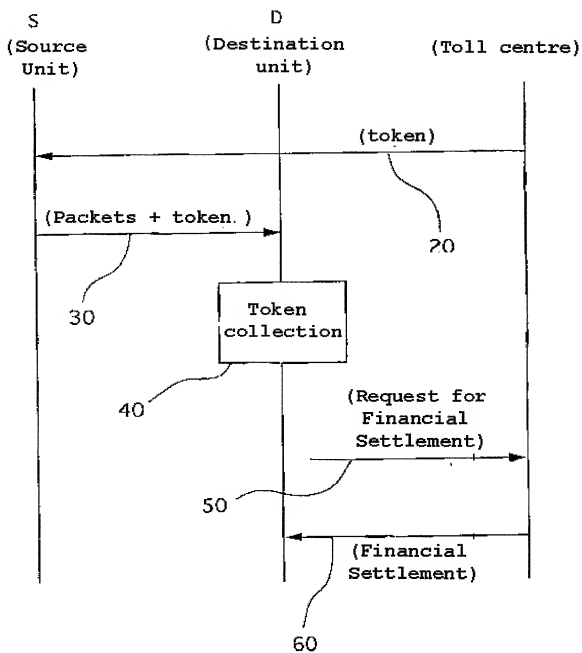 S
(Source
Unit)
D
(Destination
unit)
(Toll centre)
(token)
20
(Packets + token.)
30
Token
collection
40
(Request for
Financial
Settlement)
50
(Financial
Settlement)
60